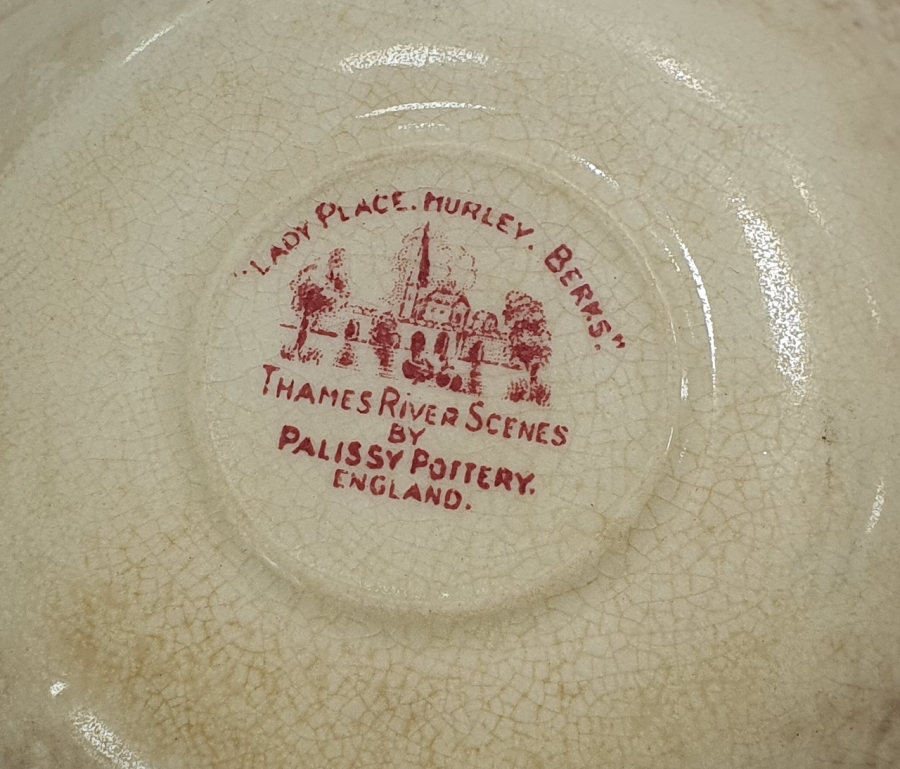 "LADY PLACE. HURLEY. BERKS."
THAMES RIVER SCENES
BY
PALISSY POTTERY.
ENGLAND.